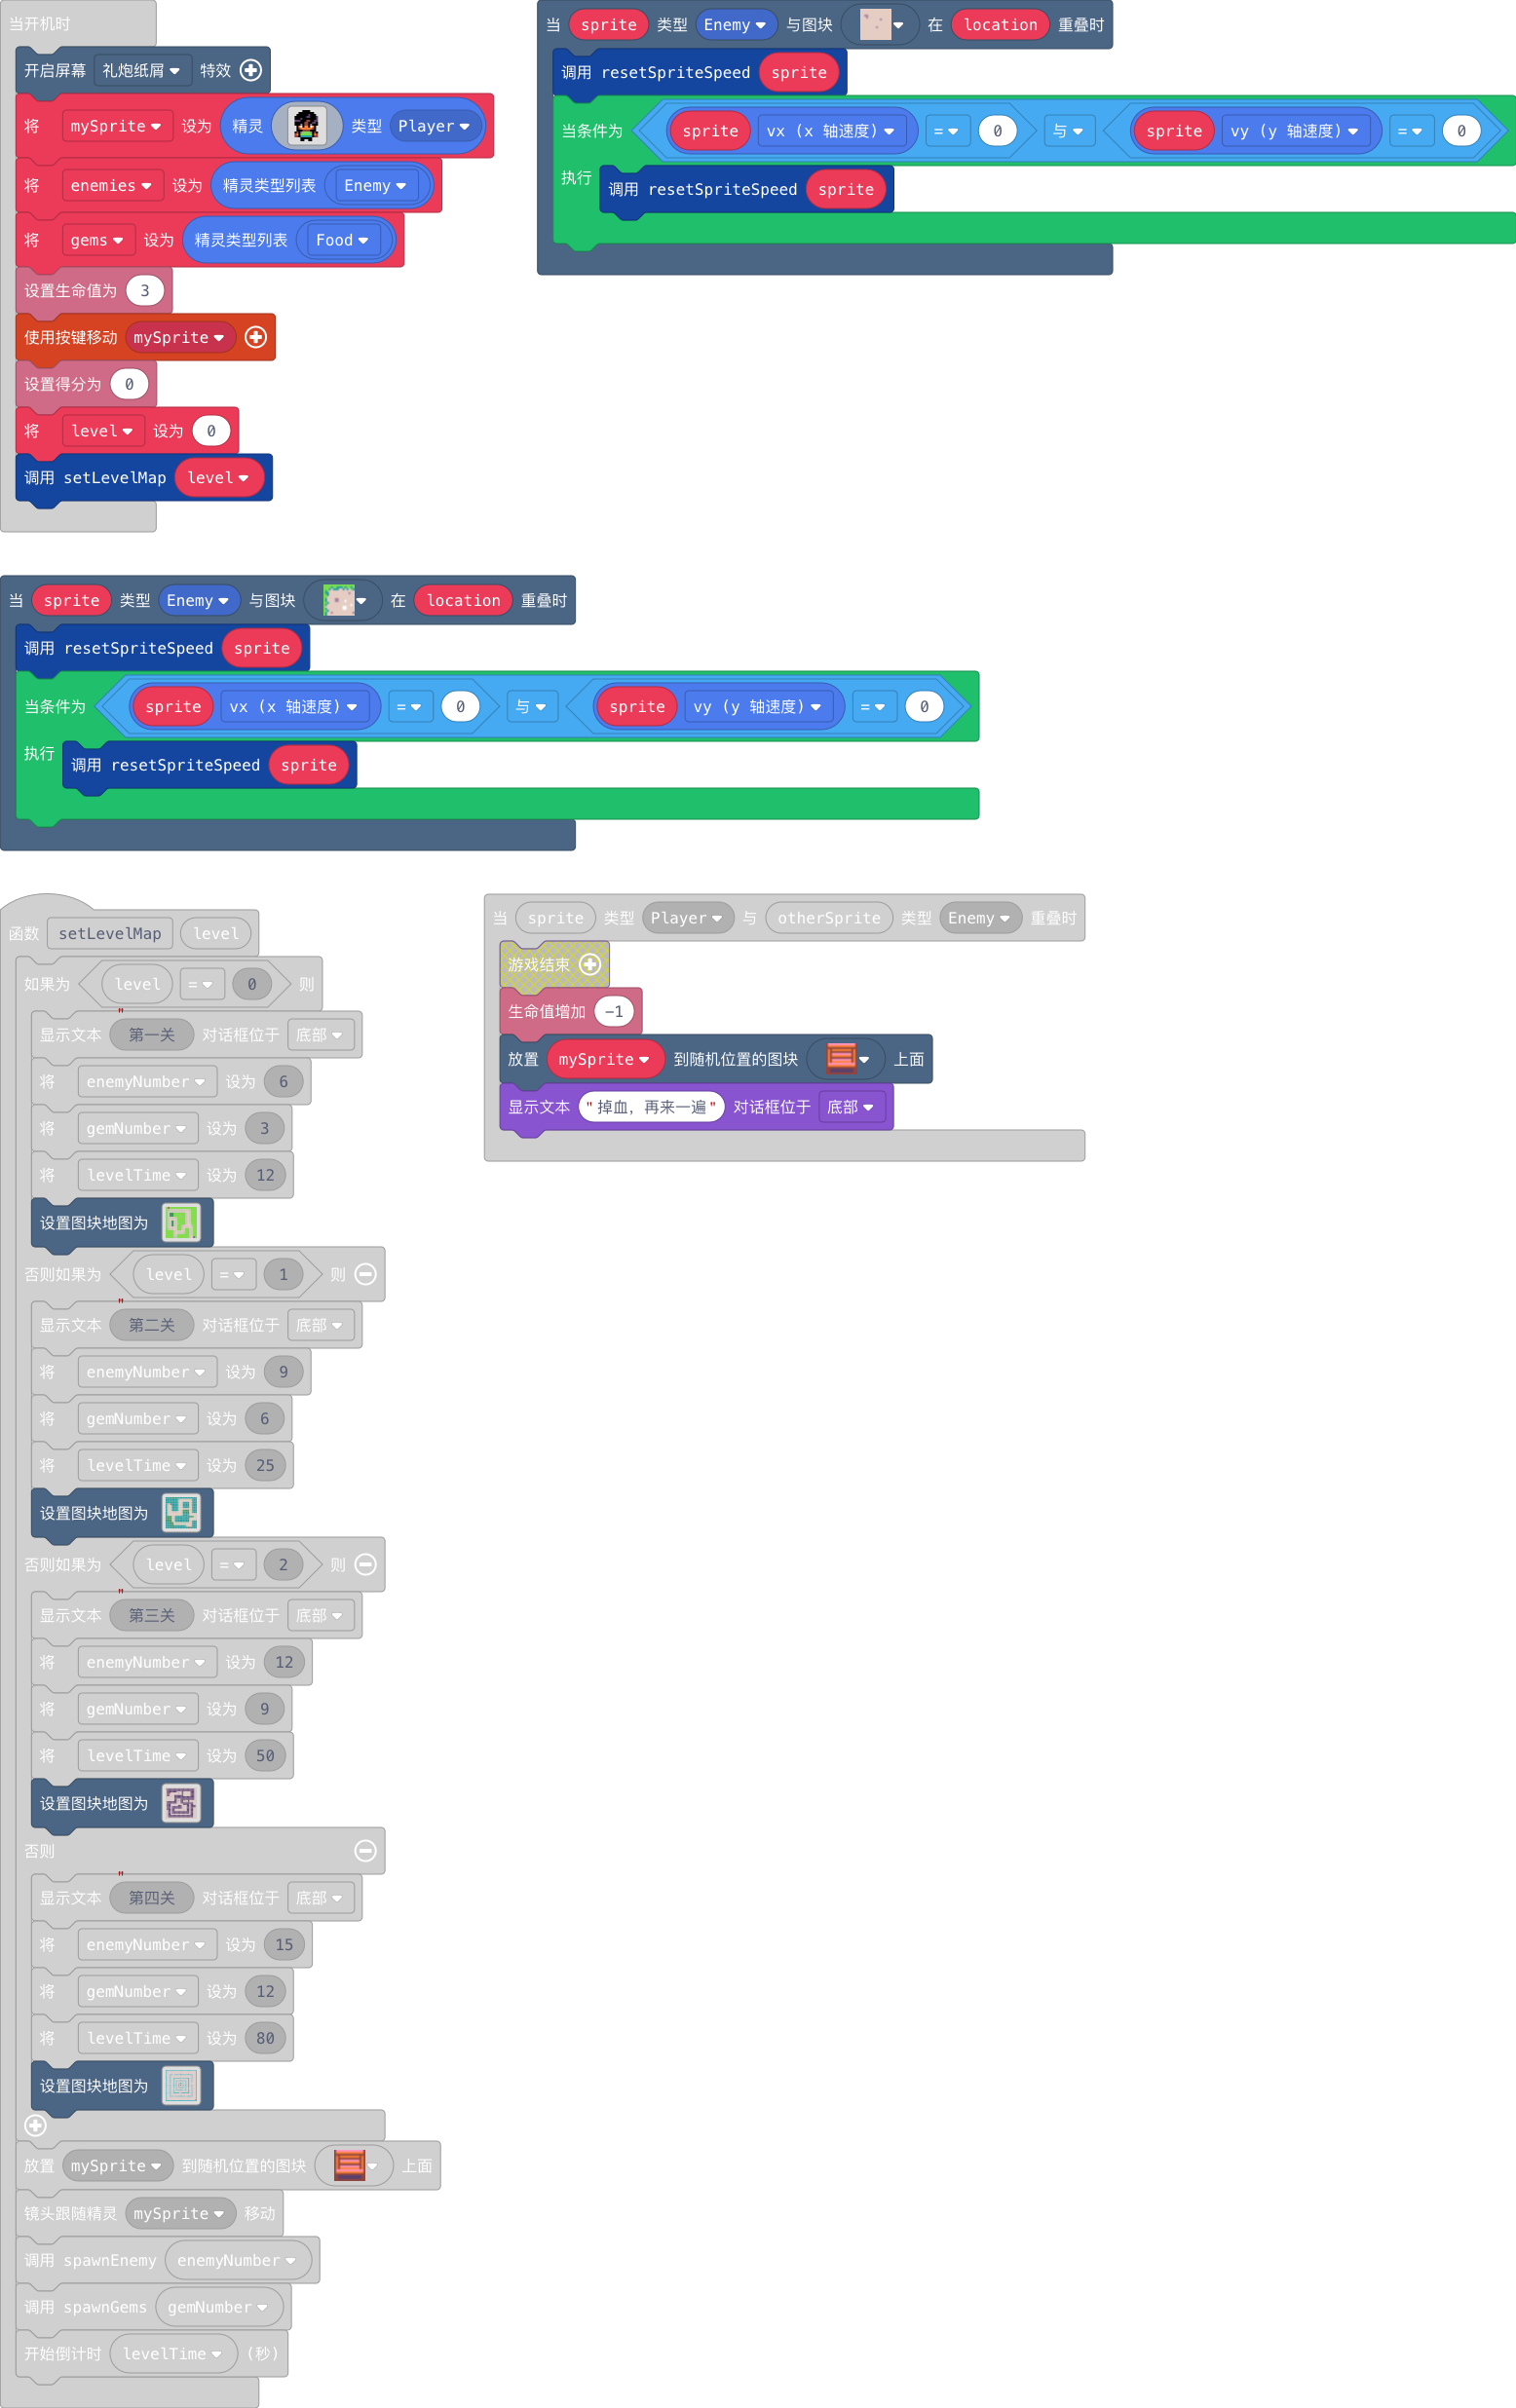 当开机时
开启屏幕 礼炮纸屑 特效
将 mySprite 设为 精灵 类型 Player
将 enemies 设为 精灵类型列表 Enemy
将 gems 设为 精灵类型列表 Food
设置生命值为 3
使用按键移动 mySprite
设置得分为 0
将 level 设为 0
调用 setLevelMap level
当 sprite 类型 Enemy 与图块 在 location 重叠时
调用 resetSpriteSpeed sprite
当条件为 sprite vx (x 轴速度) = 0 与 sprite vy (y 轴速度) = 0
执行 调用 resetSpriteSpeed sprite
当 sprite 类型 Enemy 与图块 在 location 重叠时
调用 resetSpriteSpeed sprite
当条件为 sprite vx (x 轴速度) = 0 与 sprite vy (y 轴速度) = 0
执行 调用 resetSpriteSpeed sprite
函数 setLevelMap level
如果为 level = 0 则
显示文本 " 第一关 对话框位于 底部
将 enemyNumber 设为 6
将 gemNumber 设为 3
将 levelTime 设为 12
设置图块地图为
否则如果为 level = 1 则
显示文本 " 第二关 对话框位于 底部
将 enemyNumber 设为 9
将 gemNumber 设为 6
将 levelTime 设为 25
设置图块地图为
否则如果为 level = 2 则
显示文本 " 第三关 对话框位于 底部
将 enemyNumber 设为 12
将 gemNumber 设为 9
将 levelTime 设为 50
设置图块地图为
否则
显示文本 " 第四关 对话框位于 底部
将 enemyNumber 设为 15
将 gemNumber 设为 12
将 levelTime 设为 80
设置图块地图为
放置 mySprite 到随机位置的图块 上面
镜头跟随精灵 mySprite 移动
调用 spawnEnemy enemyNumber
调用 spawnGems gemNumber
开始倒计时 levelTime (秒)
当 sprite 类型 Player 与 otherSprite 类型 Enemy 重叠时
游戏结束
生命值增加 -1
放置 mySprite 到随机位置的图块 上面
显示文本 "掉血，再来一遍" 对话框位于 底部